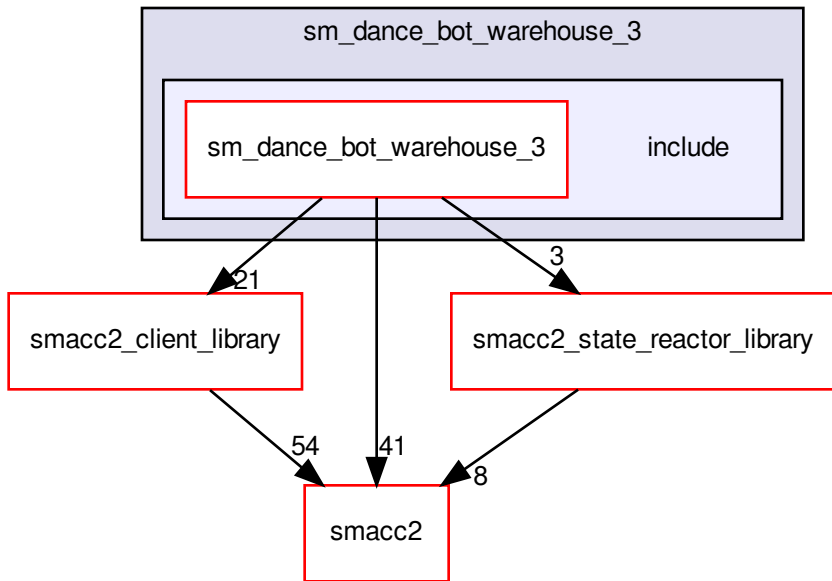 sm_dance_bot_warehouse_3
sm_dance_bot_warehouse_3
include
3
21
smacc2_client_library
smacc2_state_reactor_library
54
41
8
smacc2